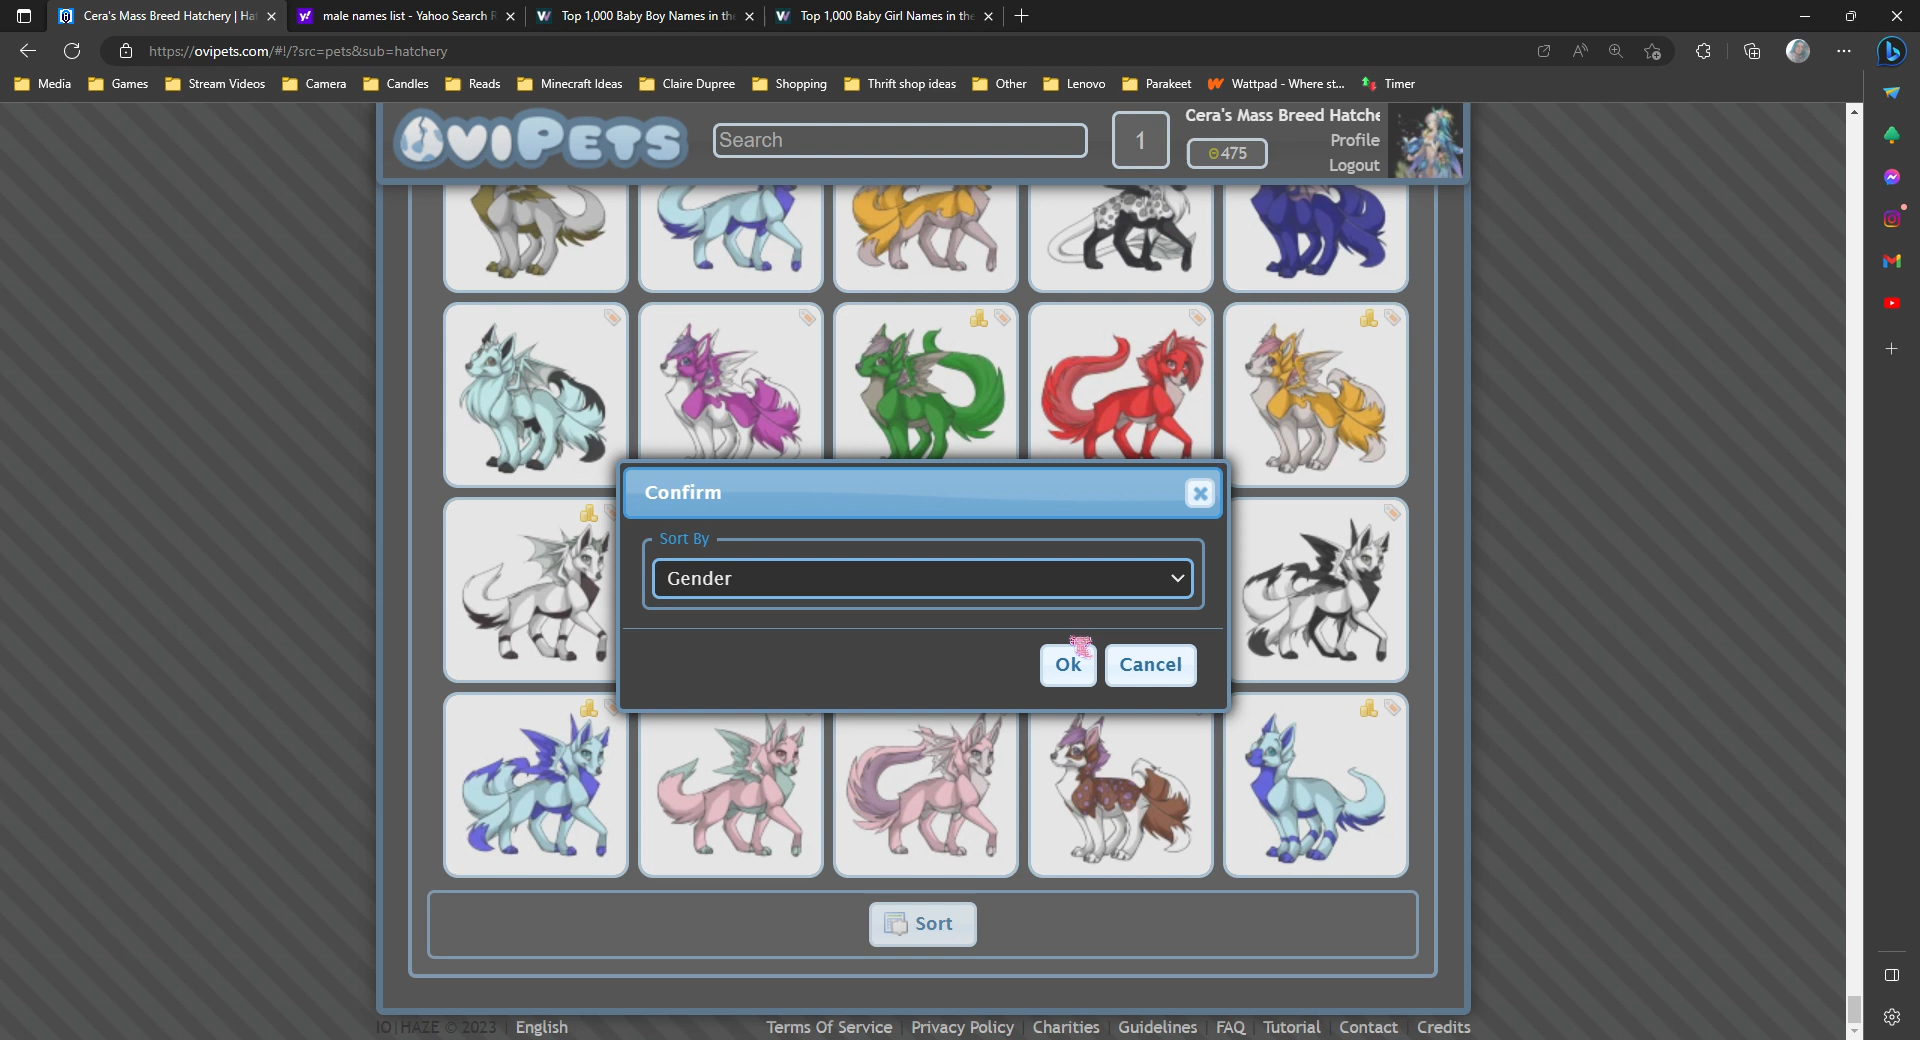 Cera's Mass Breed Hatchery | Ha
male names list - Yahoo Search R
Top 1,000 Baby Boy Names in the
Top 1,000 Baby Girl Names in the
https://ovipets.com/#!/?src=pets&sub=hatchery
Media
Games
Stream Videos
Camera
Candles
Reads
Minecraft Ideas
Claire Dupree
Shopping
Thrift shop ideas
Other
Lenovo
Parakeet
Wattpad - Where st...
Timer
OviPets
Search
1
Cera's Mass Breed Hatche
475
Profile
Logout
Confirm
Sort By
Gender
Ok
Cancel
Sort
IO|HAZE © 2023
English
Terms Of Service
Privacy Policy
Charities
Guidelines
FAQ
Tutorial
Contact
Credits